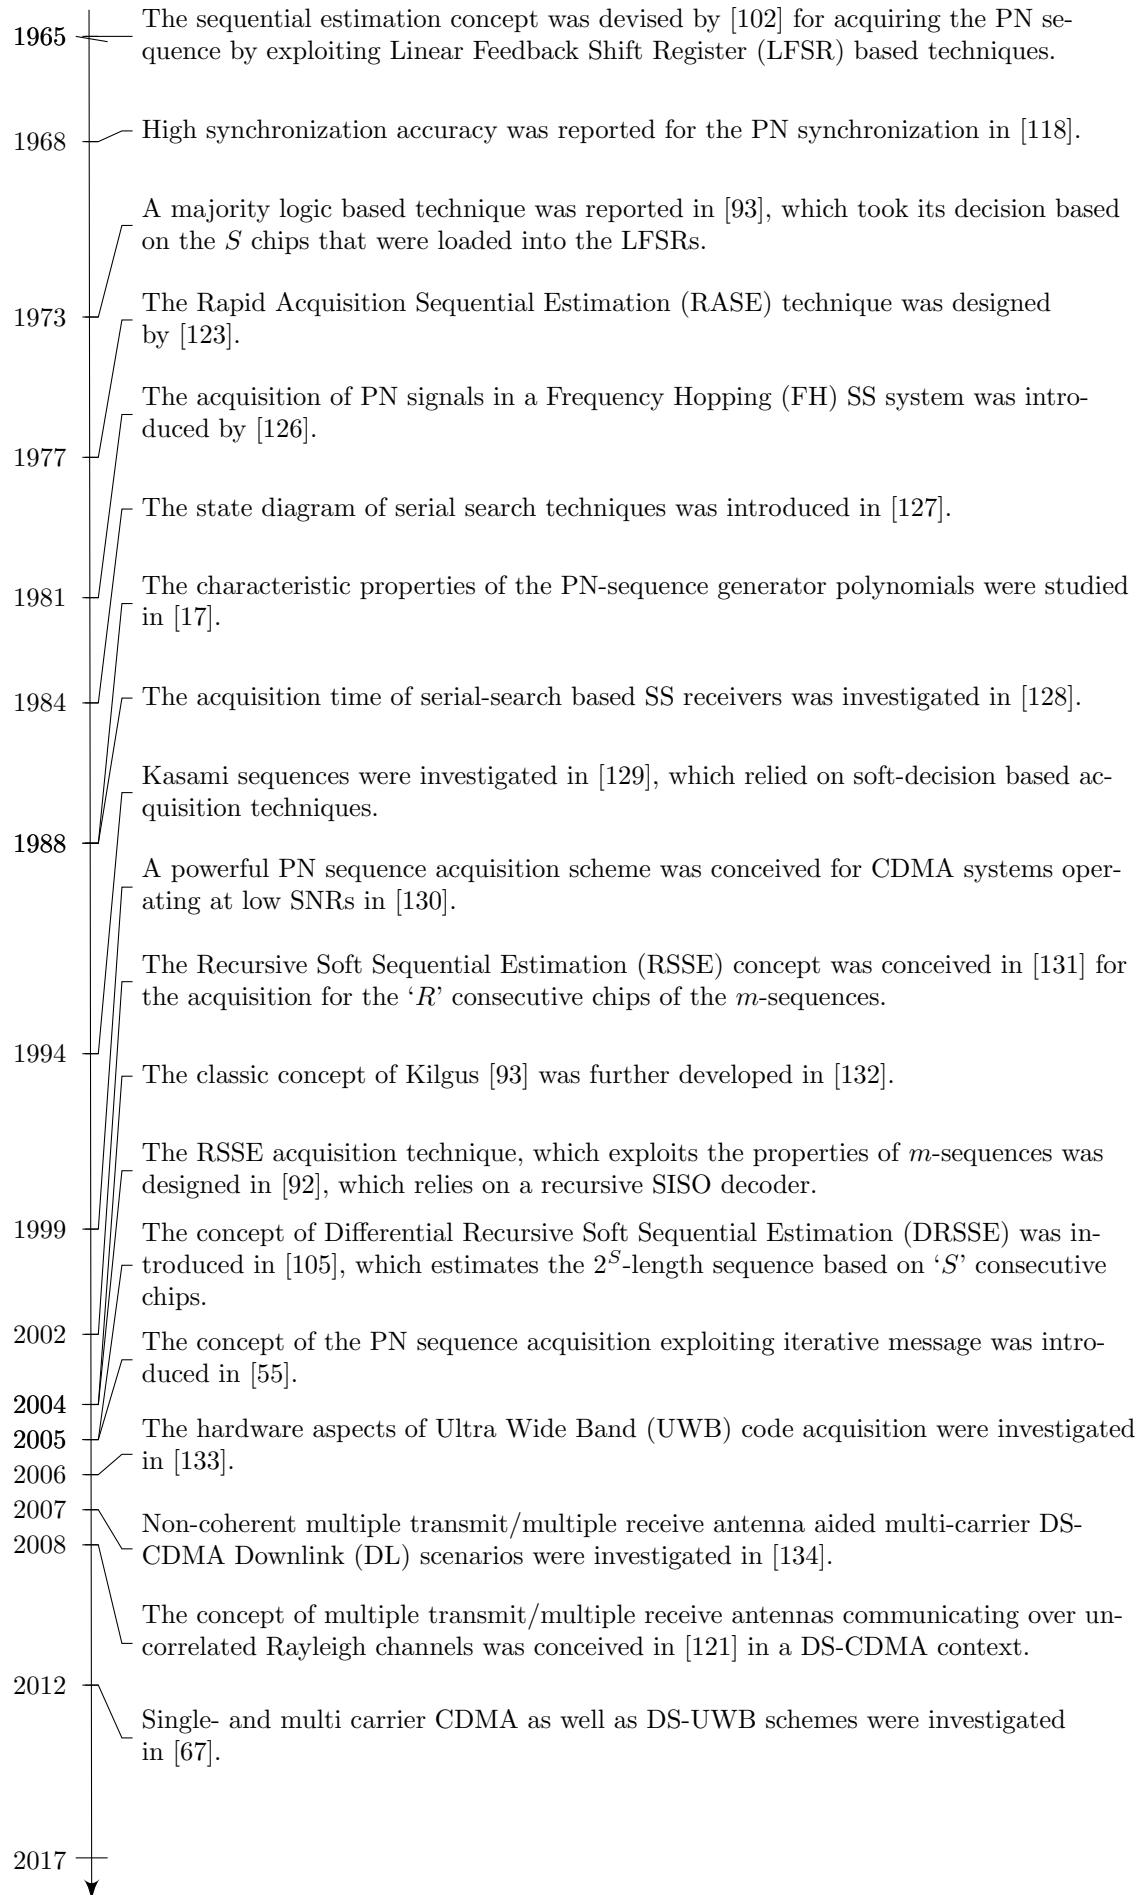 1965
The sequential estimation concept was devised by [102] for acquiring the PN se-
quence by exploiting Linear Feedback Shift Register (LFSR) based techniques.
1968
High synchronization accuracy was reported for the PN synchronization in [118].
A majority logic based technique was reported in [93], which took its decision based
on the S chips that were loaded into the LFSRs.
1973
The Rapid Acquisition Sequential Estimation (RASE) technique was designed
by [123].
The acquisition of PN signals in a Frequency Hopping (FH) SS system was intro-
duced by [126].
1977
The state diagram of serial search techniques was introduced in [127].
The characteristic properties of the PN-sequence generator polynomials were studied
in [17].
1981
The acquisition time of serial-search based SS receivers was investigated in [128].
1984
Kasami sequences were investigated in [129], which relied on soft-decision based ac-
quisition techniques.
1988
A powerful PN sequence acquisition scheme was conceived for CDMA systems oper-
ating at low SNRs in [130].
The Recursive Soft Sequential Estimation (RSSE) concept was conceived in [131] for
the acquisition for the ‘R’ consecutive chips of the m-sequences.
1994
The classic concept of Kilgus [93] was further developed in [132].
The RSSE acquisition technique, which exploits the properties of m-sequences was
designed in [92], which relies on a recursive SISO decoder.
1999
The concept of Differential Recursive Soft Sequential Estimation (DRSSE) was in-
troduced in [105], which estimates the 2^S-length sequence based on ‘S’ consecutive
chips.
2002
The concept of the PN sequence acquisition exploiting iterative message was intro-
duced in [55].
2004
2005
The hardware aspects of Ultra Wide Band (UWB) code acquisition were investigated
in [133].
2006
2007
Non-coherent multiple transmit/multiple receive antenna aided multi-carrier DS-
CDMA Downlink (DL) scenarios were investigated in [134].
2008
The concept of multiple transmit/multiple receive antennas communicating over un-
correlated Rayleigh channels was conceived in [121] in a DS-CDMA context.
2012
Single- and multi carrier CDMA as well as DS-UWB schemes were investigated
in [67].
2017